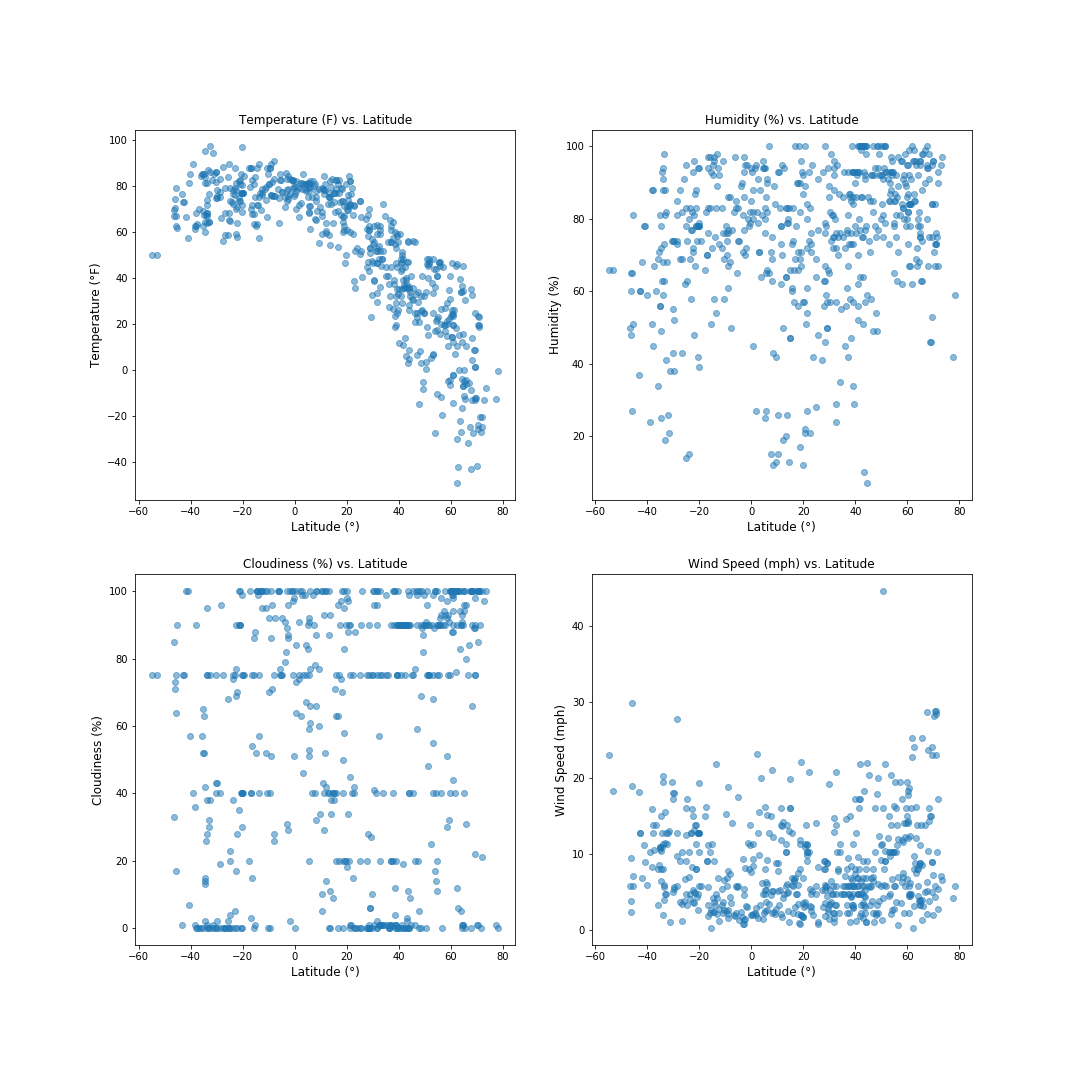 Temperature (F) vs. Latitude
100
80
60
40
20
0
−20
−40
Temperature (°F)
−60 −40 −20 0 20 40 60 80
Latitude (°)
Humidity (%) vs. Latitude
100
80
60
40
20
Humidity (%)
−60 −40 −20 0 20 40 60 80
Latitude (°)
Cloudiness (%) vs. Latitude
100
80
60
40
20
0
Cloudiness (%)
−60 −40 −20 0 20 40 60 80
Latitude (°)
Wind Speed (mph) vs. Latitude
40
30
20
10
0
Wind Speed (mph)
−60 −40 −20 0 20 40 60 80
Latitude (°)